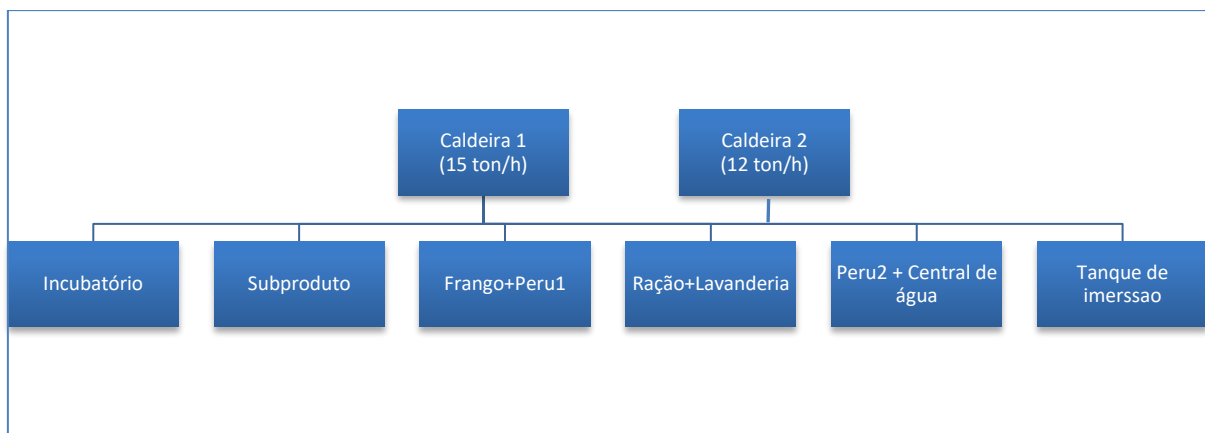 Caldeira 1
(15 ton/h)
Caldeira 2
(12 ton/h)
Incubatório
Subproduto
Frango+Peru1
Ração+Lavanderia
Peru2 + Central de
água
Tanque de
imerssao